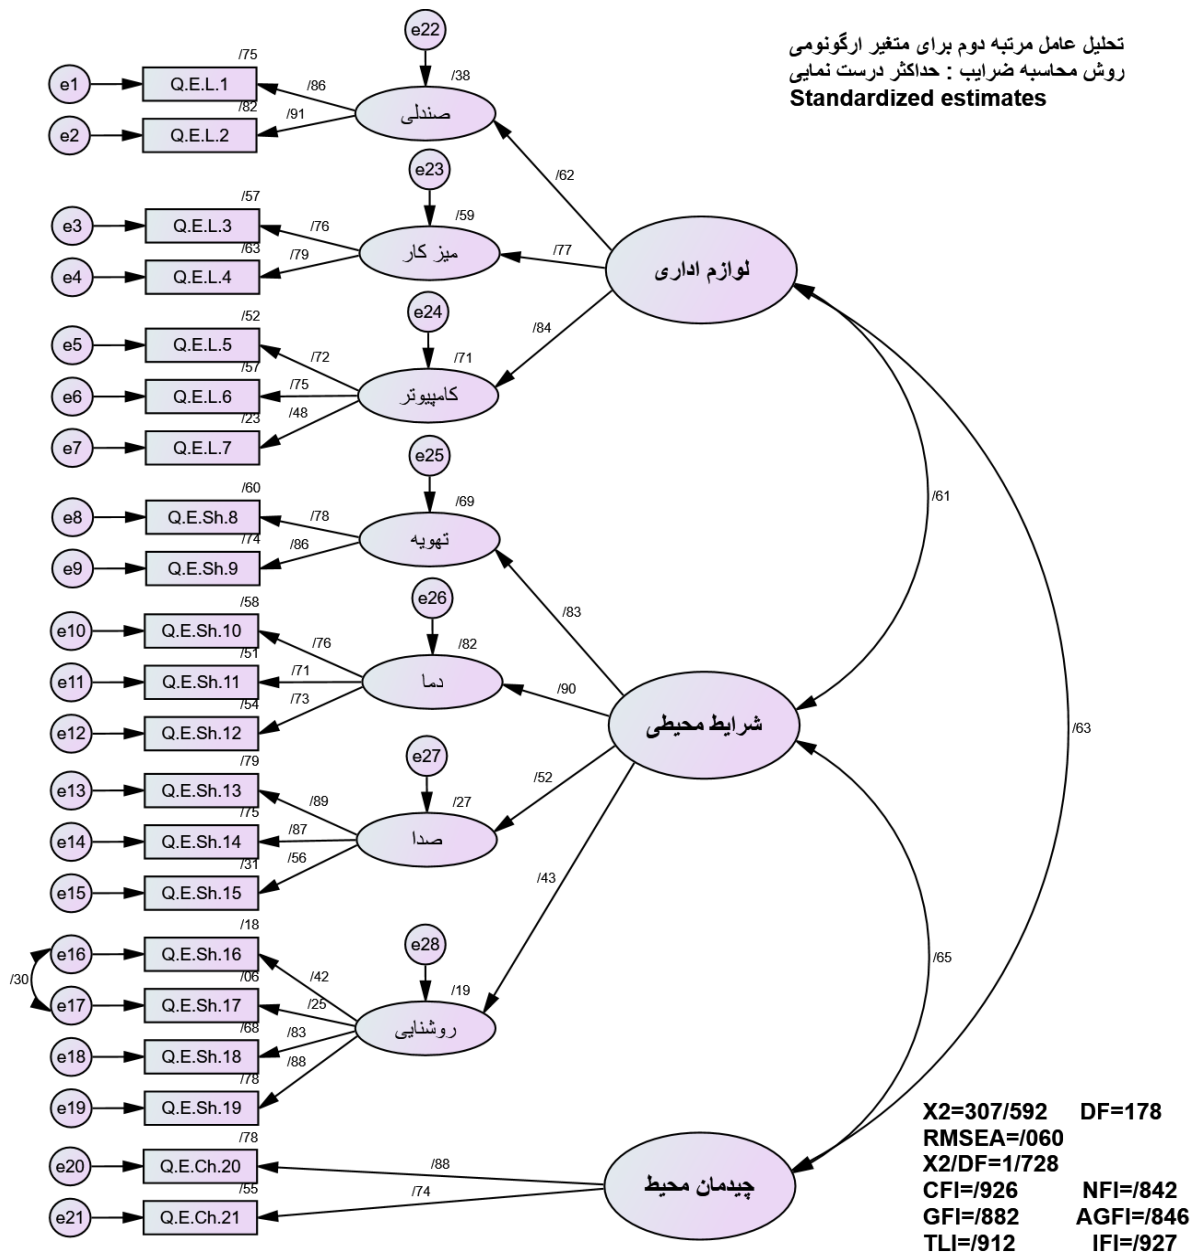 تحلیل عامل مرتبه دوم برای متغیر ارگونومی
روش محاسبه ضرایب : حداکثر درست نمایی
Standardized estimates
e22
/38
صندلی
e1
/75
Q.E.L.1
/86
e2
/82
Q.E.L.2
/91
/62
e23
/59
میز کار
e3
/57
Q.E.L.3
/76
e4
/63
Q.E.L.4
/79
/77
لوازم اداری
e24
/71
کامپیوتر
e5
/52
Q.E.L.5
/72
e6
/57
Q.E.L.6
/75
e7
/23
Q.E.L.7
/48
/84
e25
/69
تهویه
e8
/60
Q.E.Sh.8
/78
e9
/74
Q.E.Sh.9
/86
/61
/83
e26
/82
دما
e10
/58
Q.E.Sh.10
/76
e11
/51
Q.E.Sh.11
/71
e12
/54
Q.E.Sh.12
/73
/90
شرایط محیطی
/63
e27
/27
صدا
e13
/79
Q.E.Sh.13
/89
e14
/75
Q.E.Sh.14
/87
e15
/31
Q.E.Sh.15
/56
/52
/43
e28
/19
روشنایی
/30
e16
/18
Q.E.Sh.16
/42
e17
/06
Q.E.Sh.17
/25
e18
/68
Q.E.Sh.18
/83
e19
/78
Q.E.Sh.19
/88
/65
e20
/78
Q.E.Ch.20
/88
e21
/55
Q.E.Ch.21
/74
چیدمان محیط
X2=307/592 DF=178
RMSEA=/060
X2/DF=1/728
CFI=/926 NFI=/842
GFI=/882 AGFI=/846
TLI=/912 IFI=/927